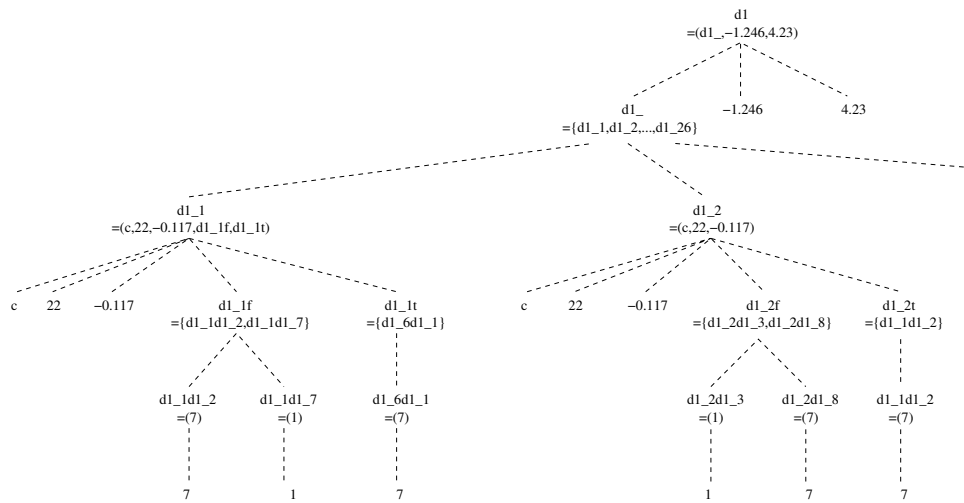 d1
=(d1_,−1.246,4.23)
d1_
={d1_1,d1_2,...,d1_26}
−1.246
4.23
d1_1
=(c,22,−0.117,d1_1f,d1_1t)
d1_2
=(c,22,−0.117)
c
22
−0.117
d1_1f
={d1_1d1_2,d1_1d1_7}
d1_1t
={d1_6d1_1}
c
22
−0.117
d1_2f
={d1_2d1_3,d1_2d1_8}
d1_2t
={d1_1d1_2}
d1_1d1_2
=(7)
d1_1d1_7
=(1)
d1_6d1_1
=(7)
d1_2d1_3
=(1)
d1_2d1_8
=(7)
d1_1d1_2
=(7)
7
1
7
1
7
7